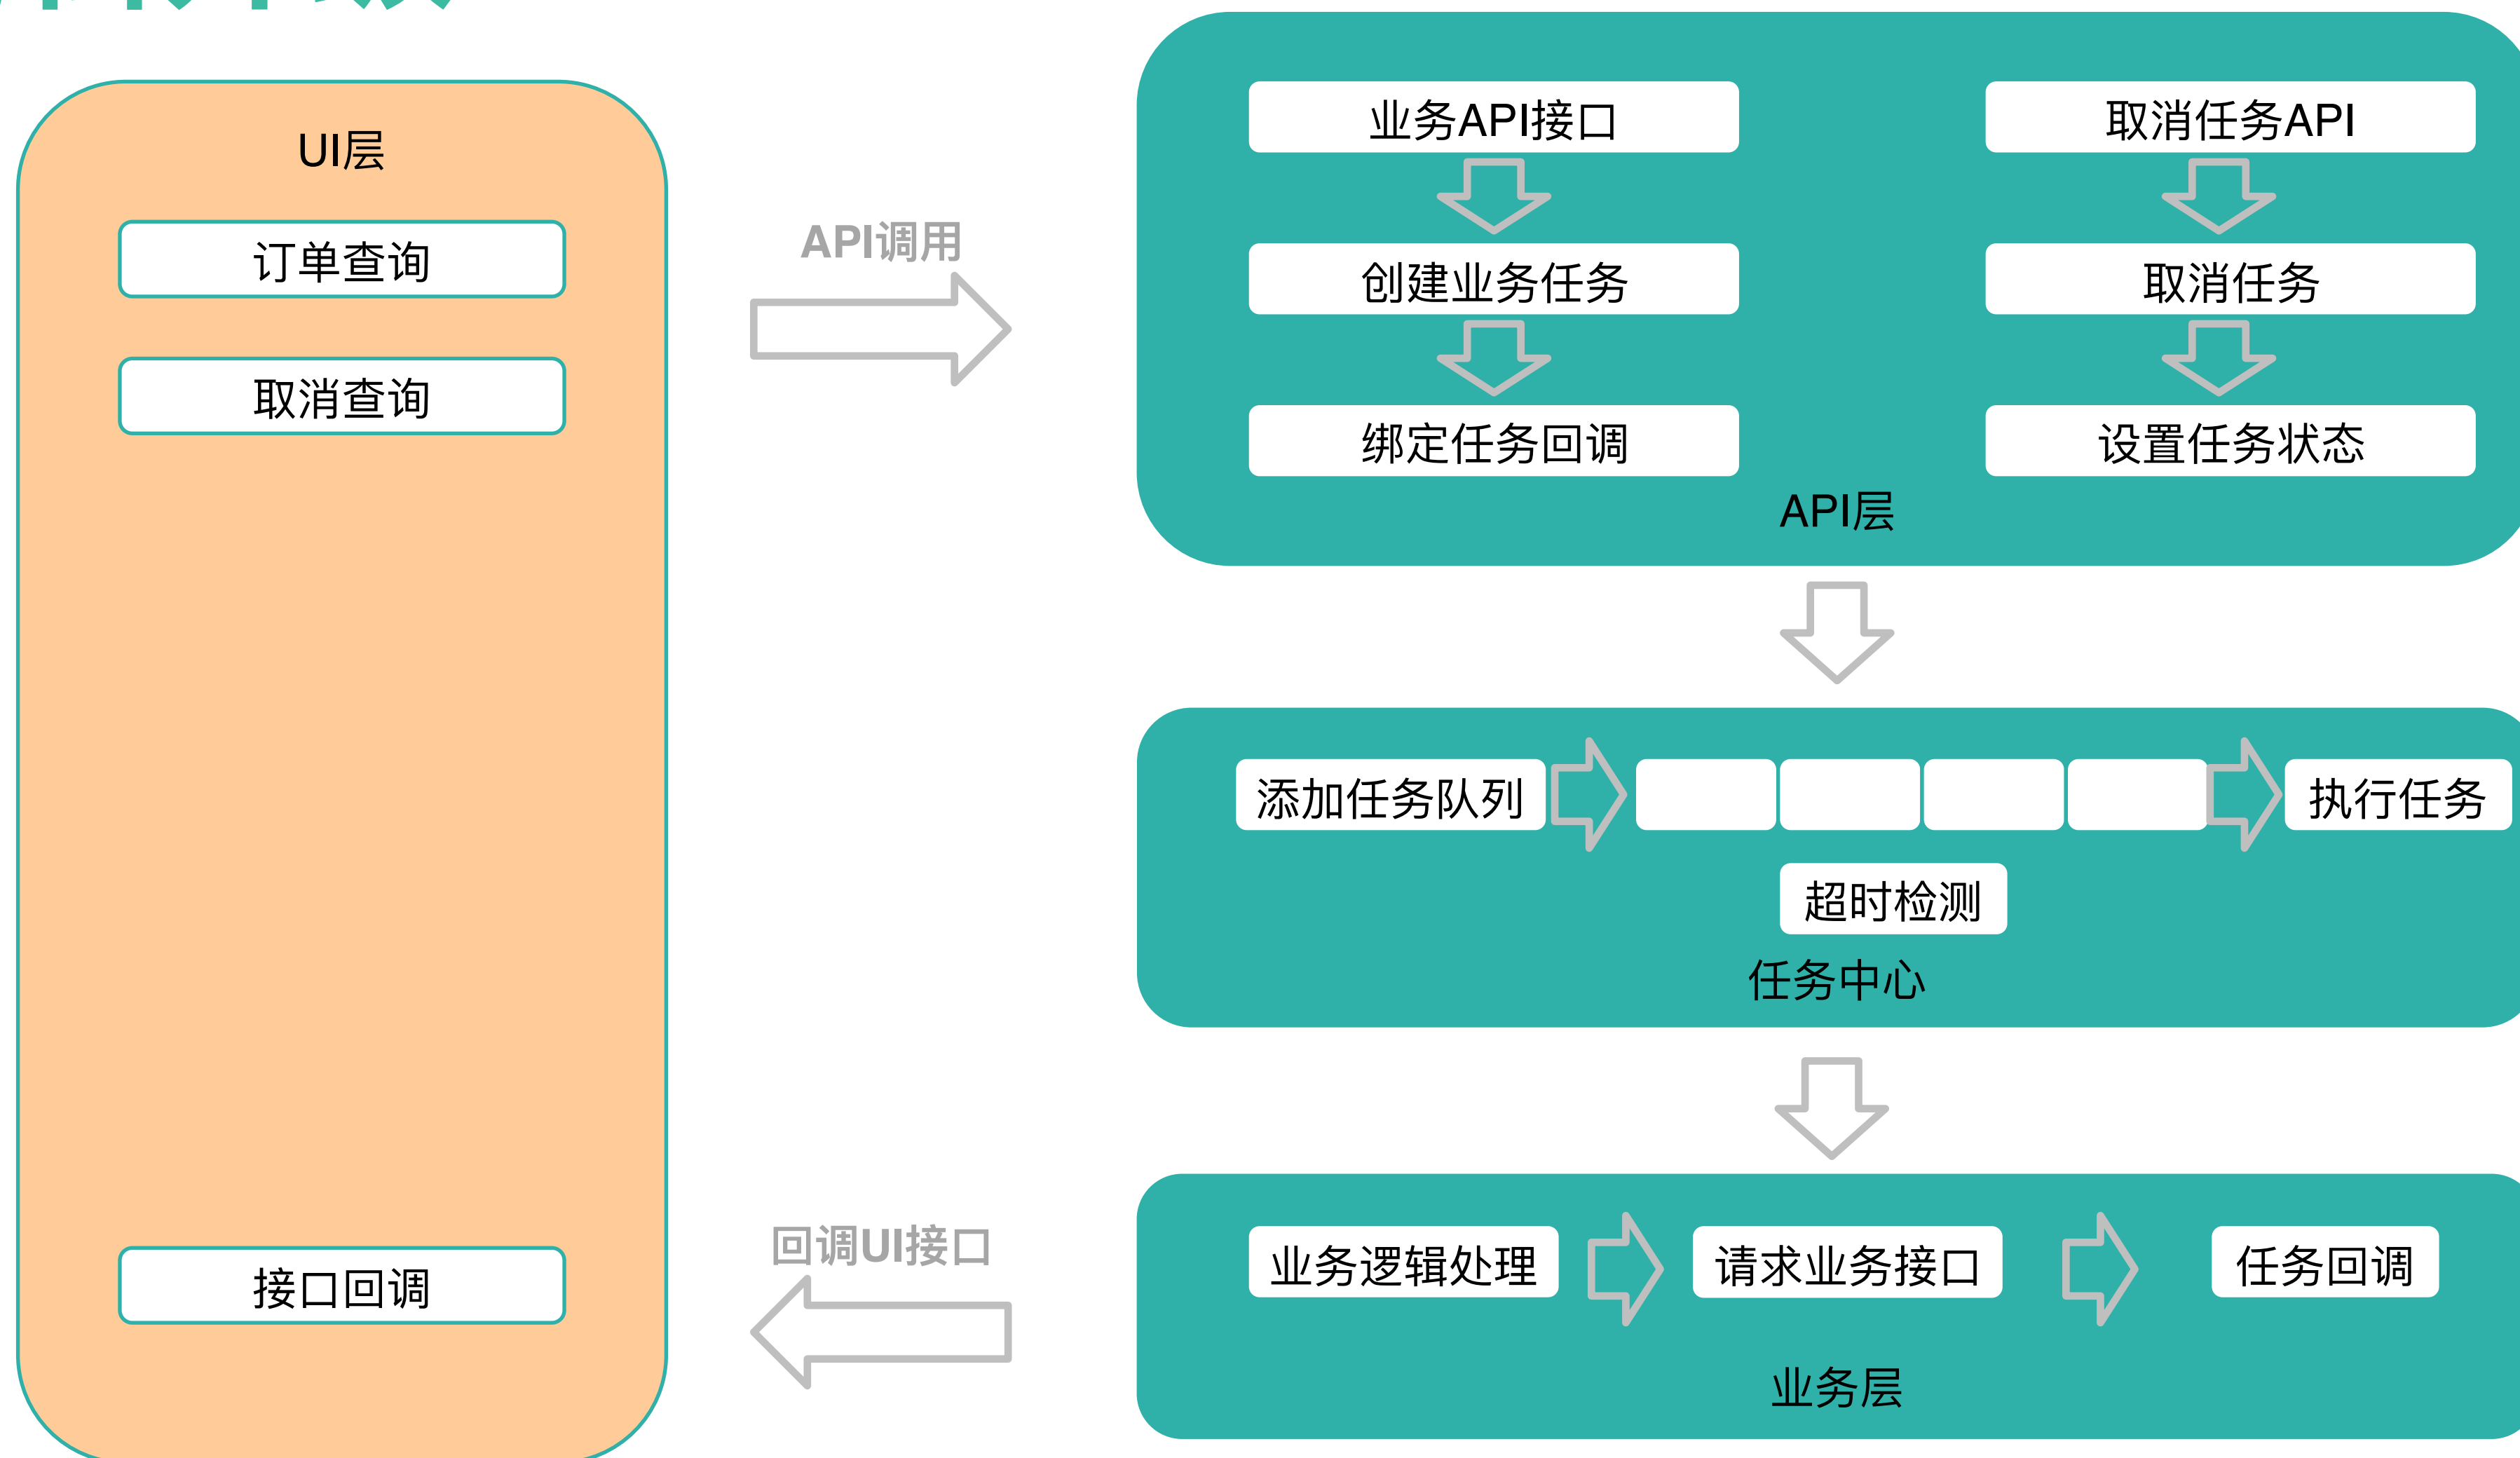 UI层
订单查询
取消查询
接口回调
API调用
回调UI接口
业务API接口
取消任务API
创建业务任务
取消任务
绑定任务回调
设置任务状态
API层
添加任务队列
执行任务
超时检测
任务中心
业务逻辑处理
请求业务接口
任务回调
业务层